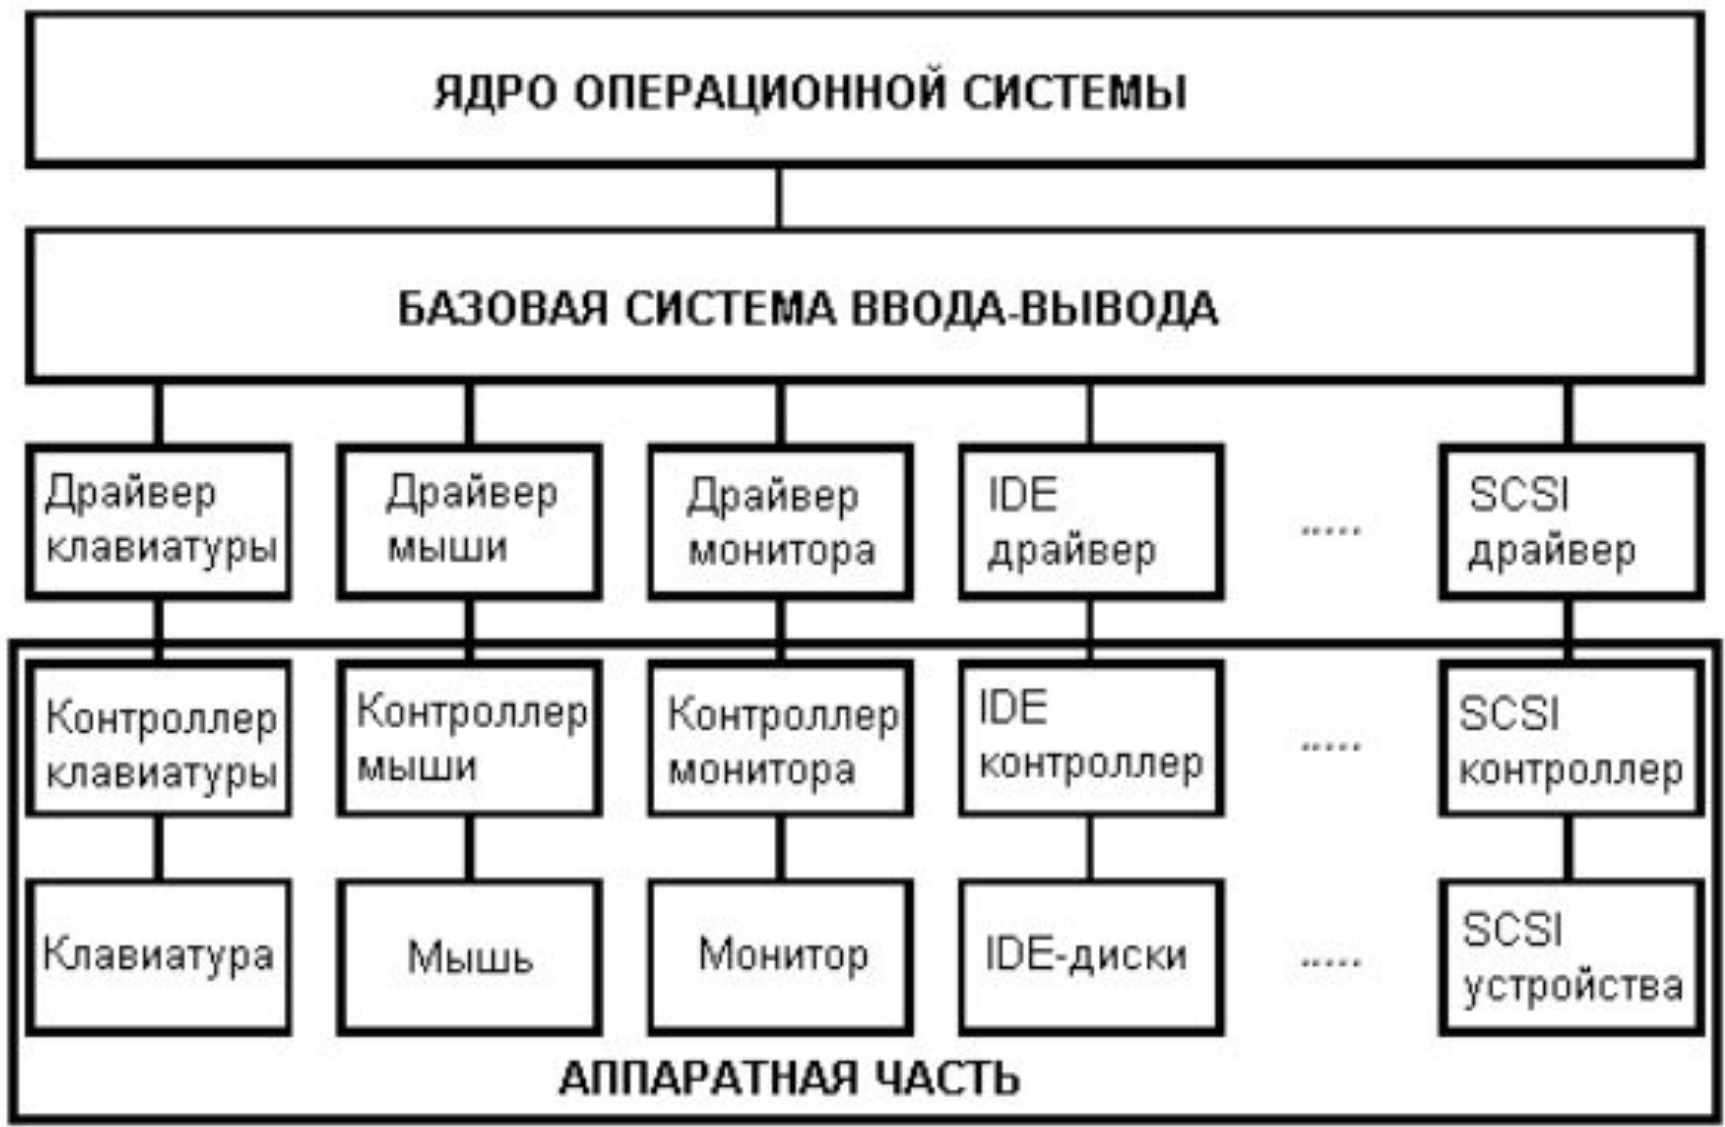 ЯДРО ОПЕРАЦИОННОЙ СИСТЕМЫ
БАЗОВАЯ СИСТЕМА ВВОДА-ВЫВОДА
Драйвер
клавиатуры
Драйвер
мыши
Драйвер
монитора
IDE
драйвер
.....
SCSI
драйвер
Контроллер
клавиатуры
Контроллер
мыши
Контроллер
монитора
IDE
контроллер
.....
SCSI
контроллер
Клавиатура
Мышь
Монитор
IDE-диски
.....
SCSI
устройства
АППАРАТНАЯ ЧАСТЬ